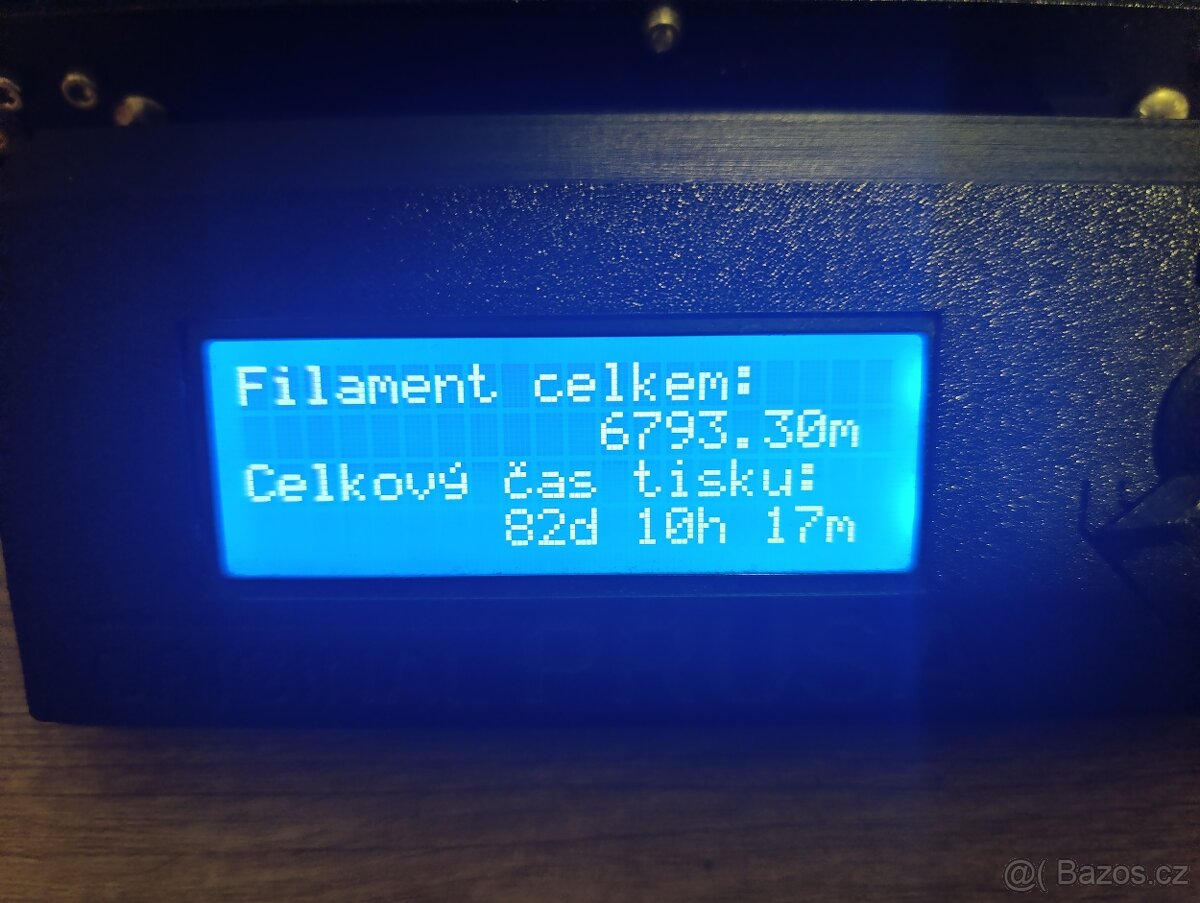 Filament celkem:
6793.30m
Celkový čas tisku:
82d 10h 17m
@( Bazos.cz